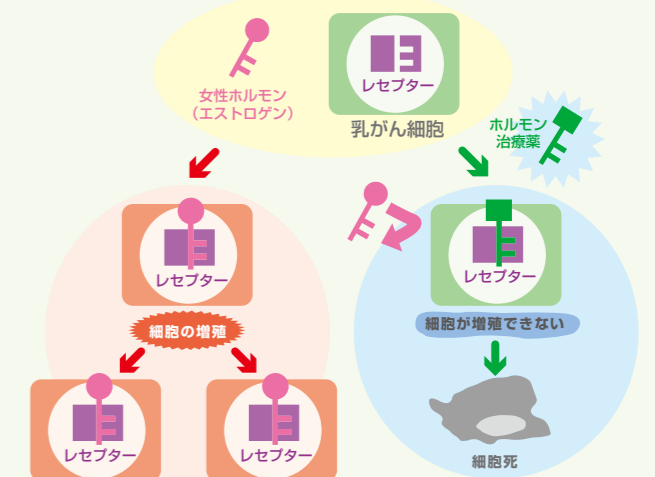 女性ホルモン
（エストロゲン）
レセプター
乳がん細胞
ホルモン
治療薬
レセプター
細胞の増殖
レセプター
レセプター
レセプター
細胞が増殖できない
細胞死